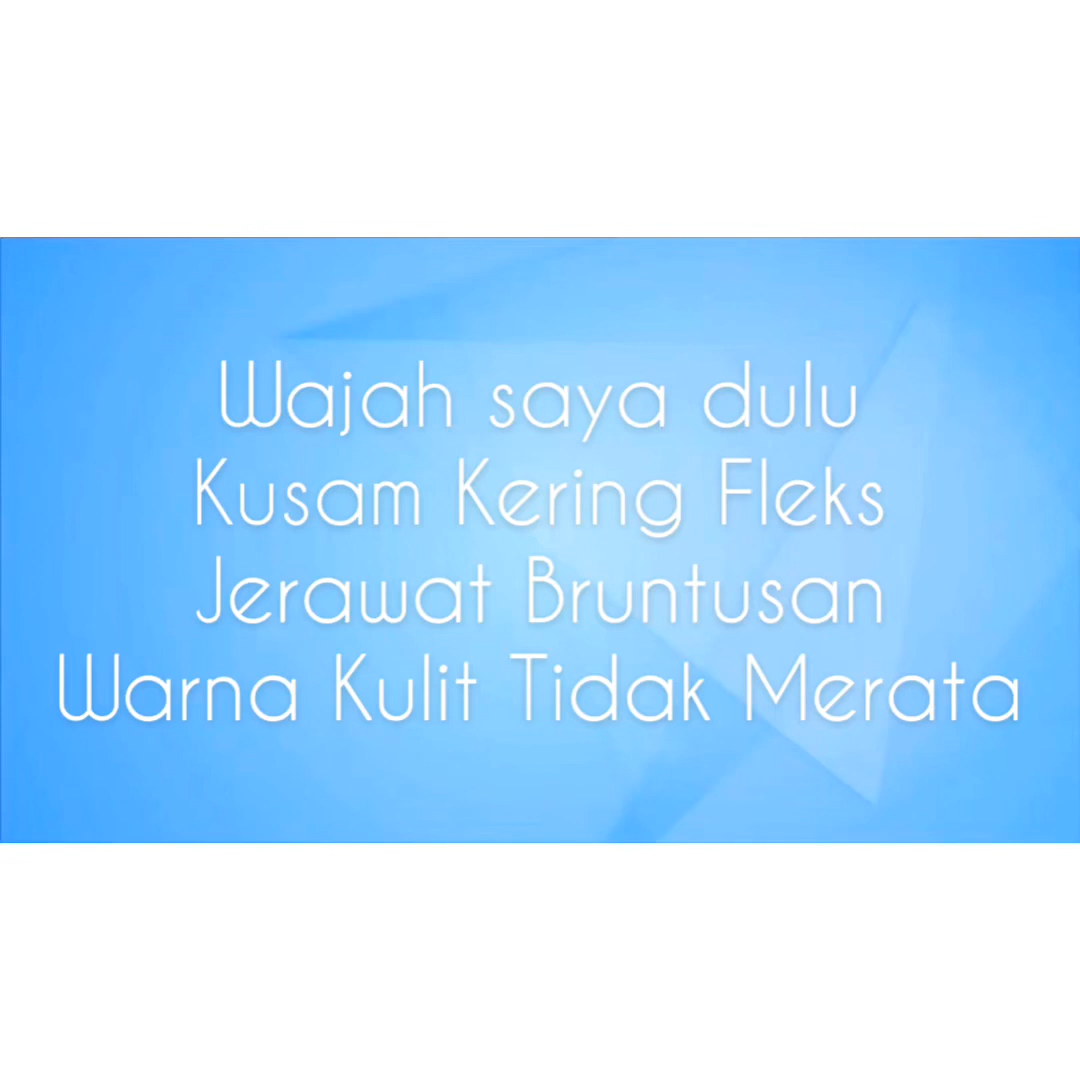 Wajah saya dulu
Kusam Kering Fleks
Jerawat Bruntusan
Warna Kulit Tidak Merata